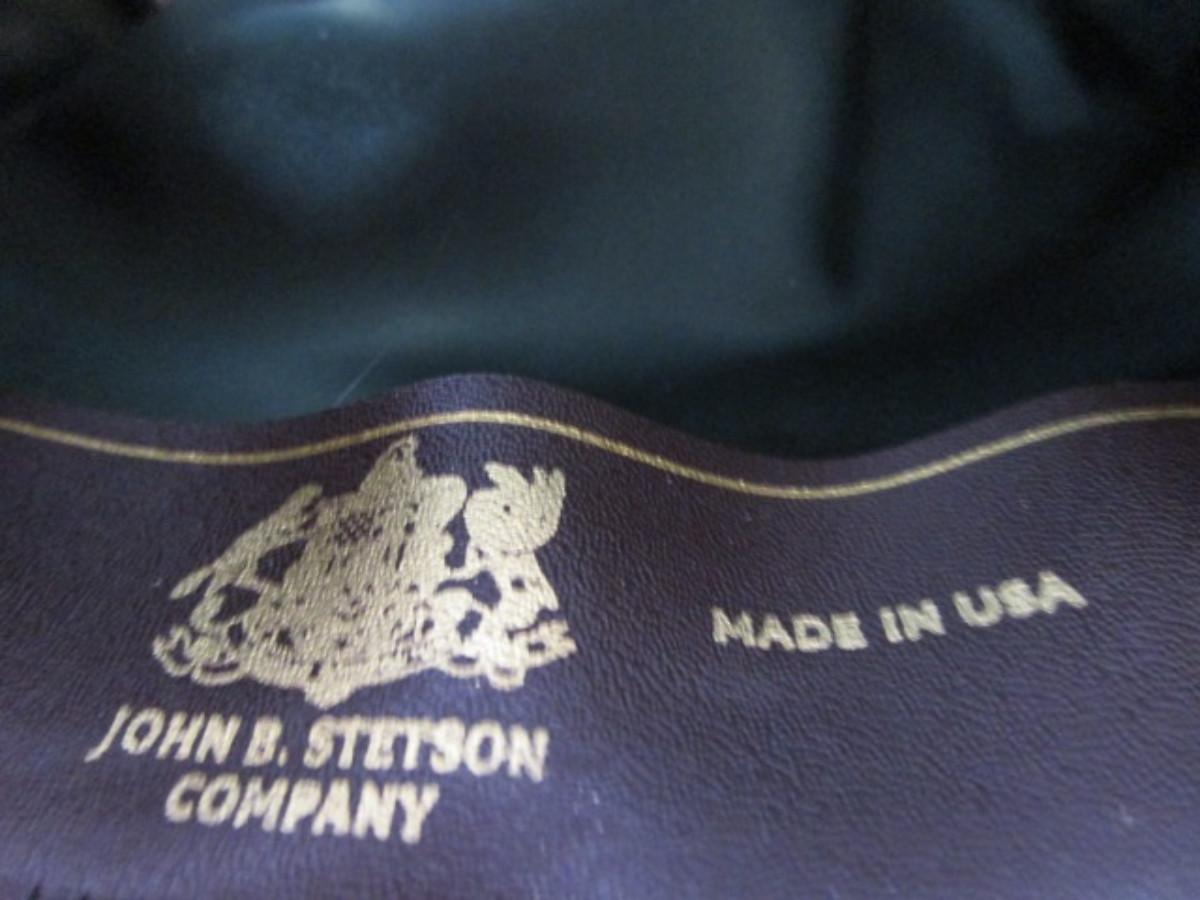 JOHN B. STETSON
COMPANY
MADE IN USA